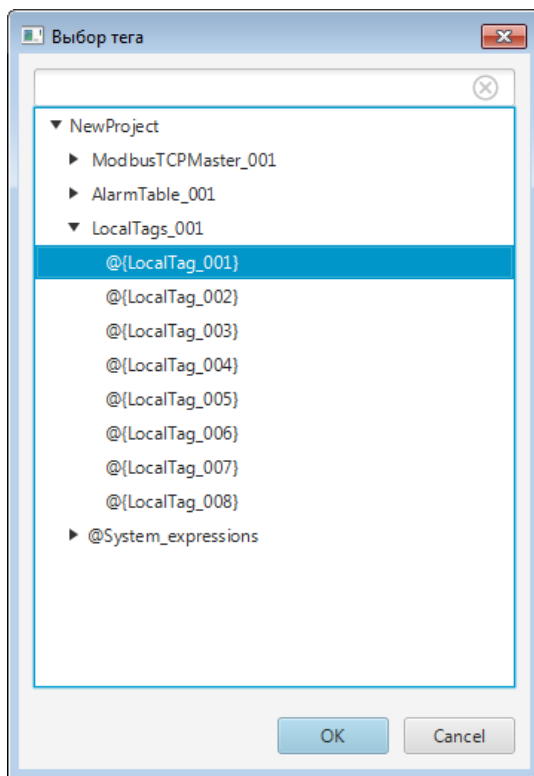 Выбор тега
NewProject
ModbusTCPMaster_001
AlarmTable_001
LocalTags_001
@{LocalTag_001}
@{LocalTag_002}
@{LocalTag_003}
@{LocalTag_004}
@{LocalTag_005}
@{LocalTag_006}
@{LocalTag_007}
@{LocalTag_008}
@System_expressions
OK Cancel